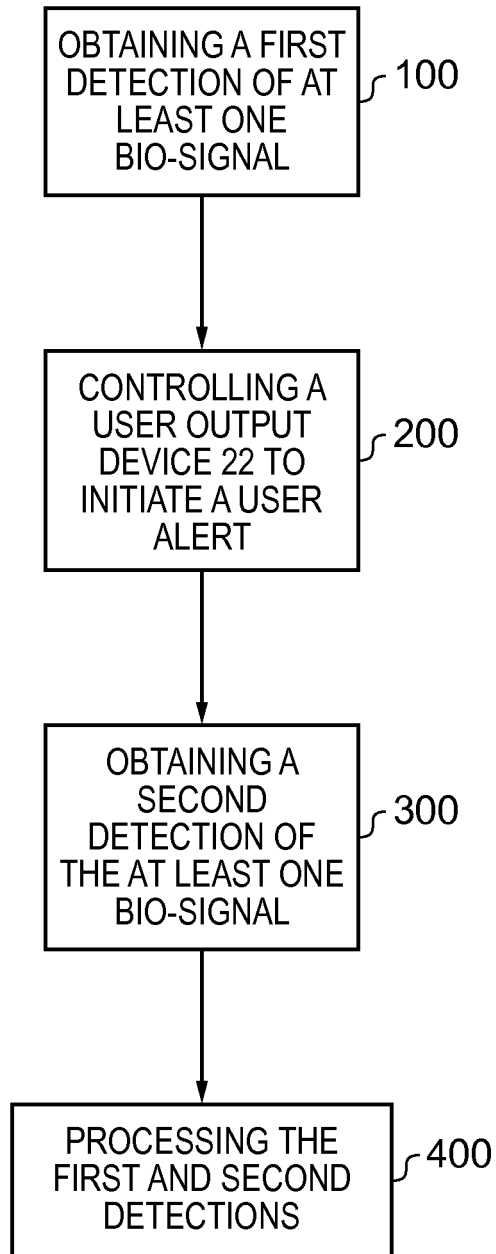 OBTAINING A FIRST
DETECTION OF AT
LEAST ONE
BIO-SIGNAL
100
CONTROLLING A
USER OUTPUT
DEVICE 22 TO
INITIATE A USER
ALERT
200
OBTAINING A
SECOND
DETECTION OF
THE AT LEAST ONE
BIO-SIGNAL
300
PROCESSING THE
FIRST AND SECOND
DETECTIONS
400